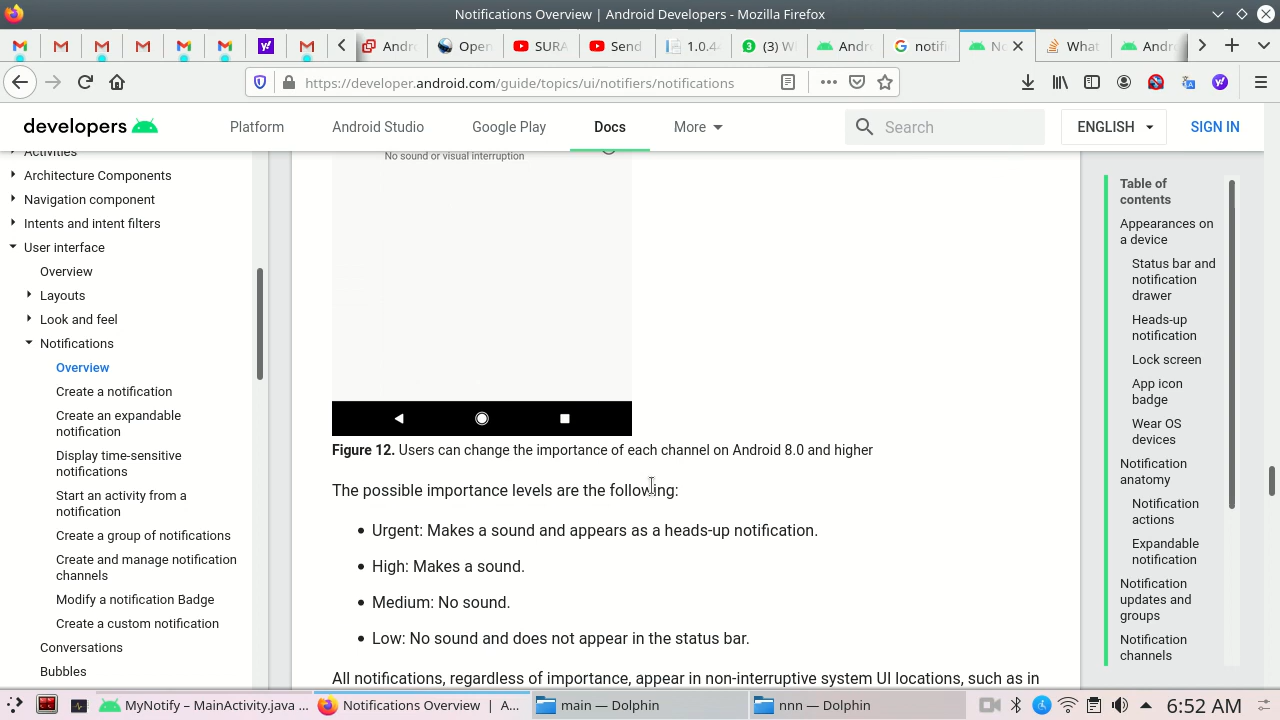 Notifications Overview | Android Developers - Mozilla Firefox
Andr
Open
SURA
Send
1.0.4
(3) W
Andr
notifi
What
Andr
https://developer.android.com/guide/topics/ui/notifiers/notifications
developers
Platform
Android Studio
Google Play
Docs
More
Search
ENGLISH
SIGN IN
Activities
Architecture Components
Navigation component
Intents and intent filters
User interface
Overview
Layouts
Look and feel
Notifications
Overview
Create a notification
Create an expandable
notification
Display time-sensitive
notifications
Start an activity from a
notification
Create a group of notifications
Create and manage notification
channels
Modify a notification Badge
Create a custom notification
Conversations
Bubbles
No sound or visual interruption
Figure 12. Users can change the importance of each channel on Android 8.0 and higher
The possible importance levels are the following:
• Urgent: Makes a sound and appears as a heads-up notification.
• High: Makes a sound.
• Medium: No sound.
• Low: No sound and does not appear in the status bar.
All notifications, regardless of importance, appear in non-interruptive system UI locations, such as in
Table of
contents
Appearances on
a device
Status bar and
notification
drawer
Heads-up
notification
Lock screen
App icon
badge
Wear OS
devices
Notification
anatomy
Notification
actions
Expandable
notification
Notification
updates and
groups
Notification
channels
MyNotify – MainActivity.java ...
Notifications Overview | A...
main — Dolphin
nnn — Dolphin
6:52 AM